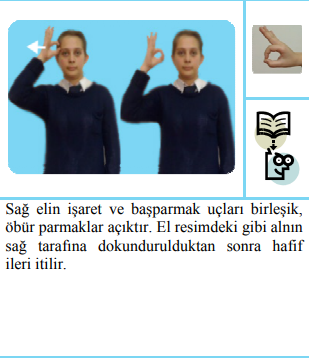 Sağ elin işaret ve başparmak uçları birleşik,
öbür parmaklar açıktır. El resimdeki gibi alnın
sağ tarafına dokundurulduktan sonra hafif
ileri itilir.